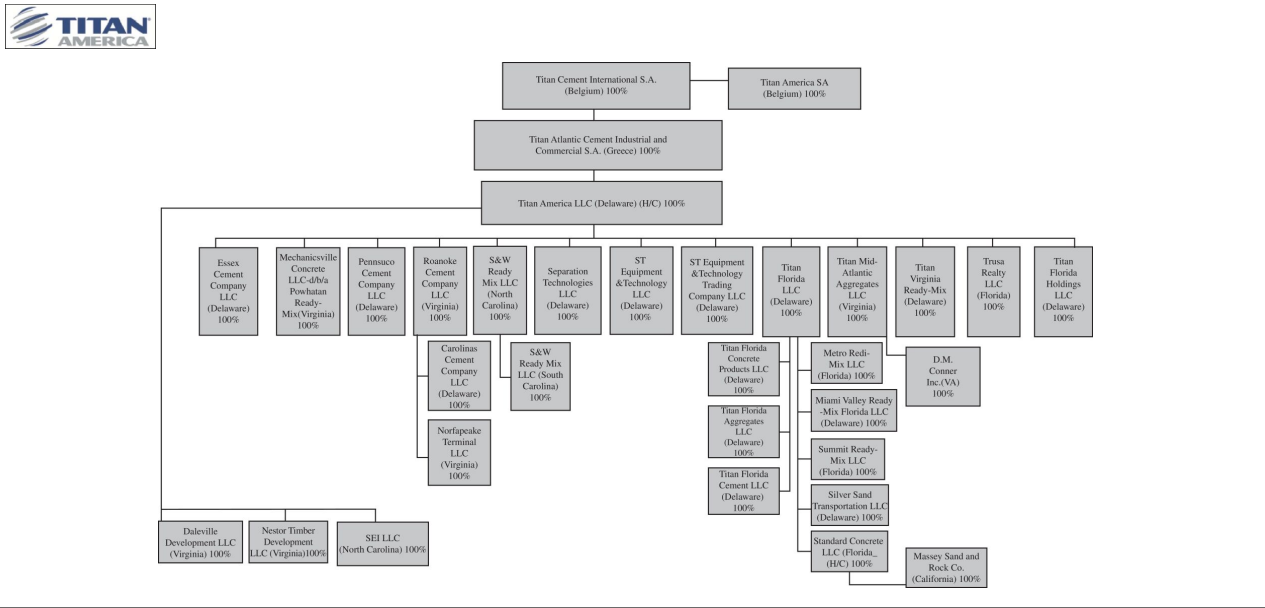 TITAN
AMERICA
Titan Cement International S.A.
(Belgium) 100%
Titan America SA
(Belgium) 100%
Titan Atlantic Cement Industrial and
Commercial S.A. (Greece) 100%
Titan America LLC (Delaware) (H/C) 100%
Essex
Cement
Company
LLC
(Delaware)
100%
Mechanicsville
Concrete
LLC-d/b/a
Powhatan
Ready-
Mix(Virginia)
100%
Pennsuco
Cement
Company
LLC
(Delaware)
100%
Roanoke
Cement
Company
LLC
(Virginia)
100%
S&W
Ready
Mix LLC
(North
Carolina)
100%
Separation
Technologies
LLC
(Delaware)
100%
ST
Equipment
&Technology
LLC
(Delaware)
100%
ST Equipment
&Technology
Trading
Company LLC
(Delaware)
100%
Titan
Florida
LLC
(Delaware)
100%
Titan Mid-
Atlantic
Aggregates
LLC
(Virginia)
100%
Titan
Virginia
Ready-Mix
(Delaware)
100%
Trusa
Realty
LLC
(Florida)
100%
Titan
Florida
Holdings
LLC
(Delaware)
100%
Carolinas
Cement
Company
LLC
(Delaware)
100%
S&W
Ready Mix
LLC (South
Carolina)
100%
Titan Florida
Concrete
Products LLC
(Delaware)
100%
Metro Redi-
Mix LLC
(Florida) 100%
D.M.
Conner
Inc.(VA)
100%
Miami Valley Ready
-Mix Florida LLC
(Delaware) 100%
Norfapeake
Terminal
LLC
(Virginia)
100%
Titan Florida
Aggregates
LLC
(Delaware)
100%
Summit Ready-
Mix LLC
(Florida) 100%
Titan Florida
Cement LLC
(Delaware)
100%
Silver Sand
Transportation LLC
(Delaware) 100%
Daleville
Development LLC
(Virginia) 100%
Nestor Timber
Development
LLC (Virginia)100%
SEI LLC
(North Carolina) 100%
Standard Concrete
LLC (Florida_
(H/C) 100%
Massey Sand and
Rock Co.
(California) 100%